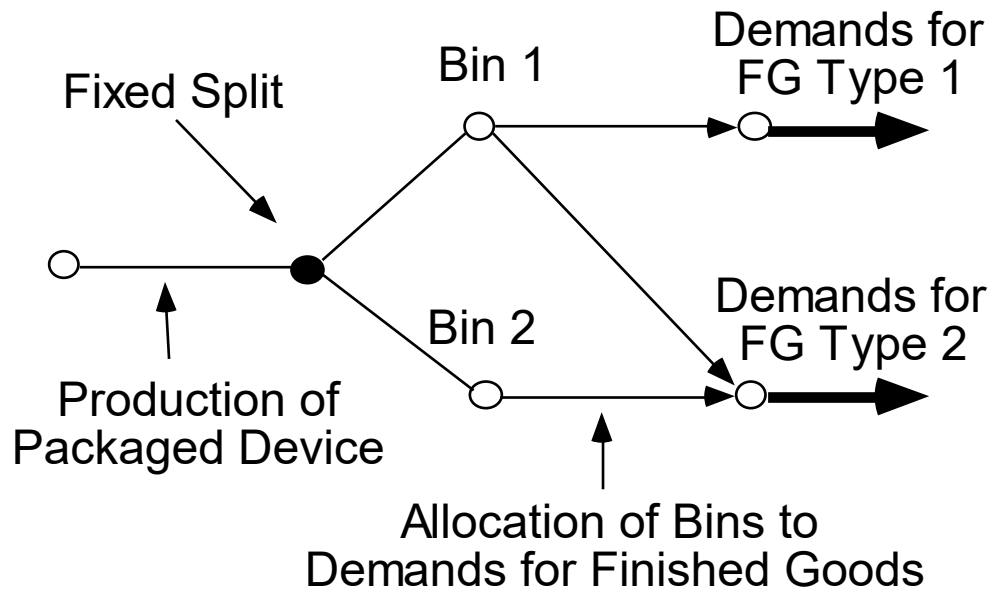 Demands for
FG Type 1
Bin 1
Fixed Split
Demands for
FG Type 2
Bin 2
Production of
Packaged Device
Allocation of Bins to
Demands for Finished Goods